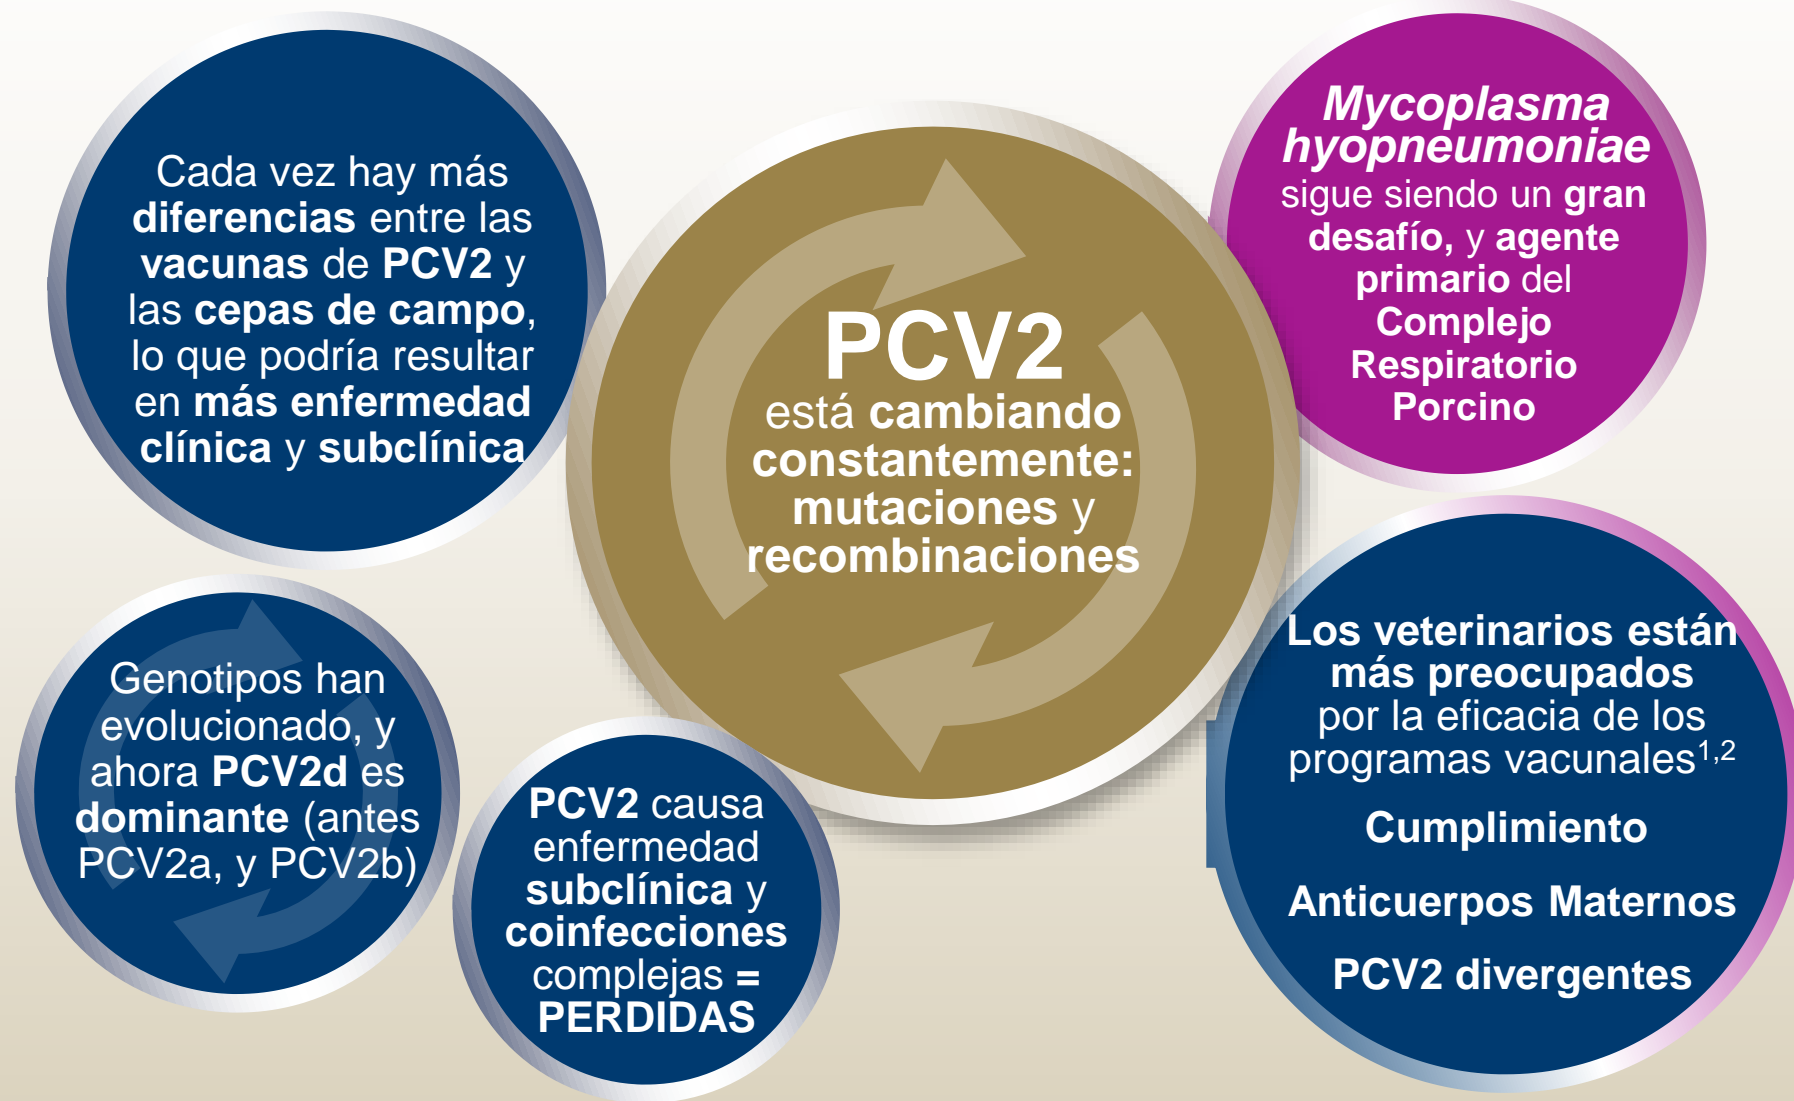 Cada vez hay más
diferencias entre las
vacunas de PCV2 y
las cepas de campo,
lo que podría resultar
en más enfermedad
clínica y subclínica
PCV2
está cambiando
constantemente:
mutaciones y
recombinaciones
Mycoplasma
hyopneumoniae
sigue siendo un gran
desafío, y agente
primario del
Complejo
Respiratorio
Porcino
Genotipos han
evolucionado, y
ahora PCV2d es
dominante (antes
PCV2a, y PCV2b)
PCV2 causa
enfermedad
subclínica y
coinfecciones
complejas =
PERDIDAS
Los veterinarios están
más preocupados
por la eficacia de los
programas vacunales1,2
Cumplimiento
Anticuerpos Maternos
PCV2 divergentes